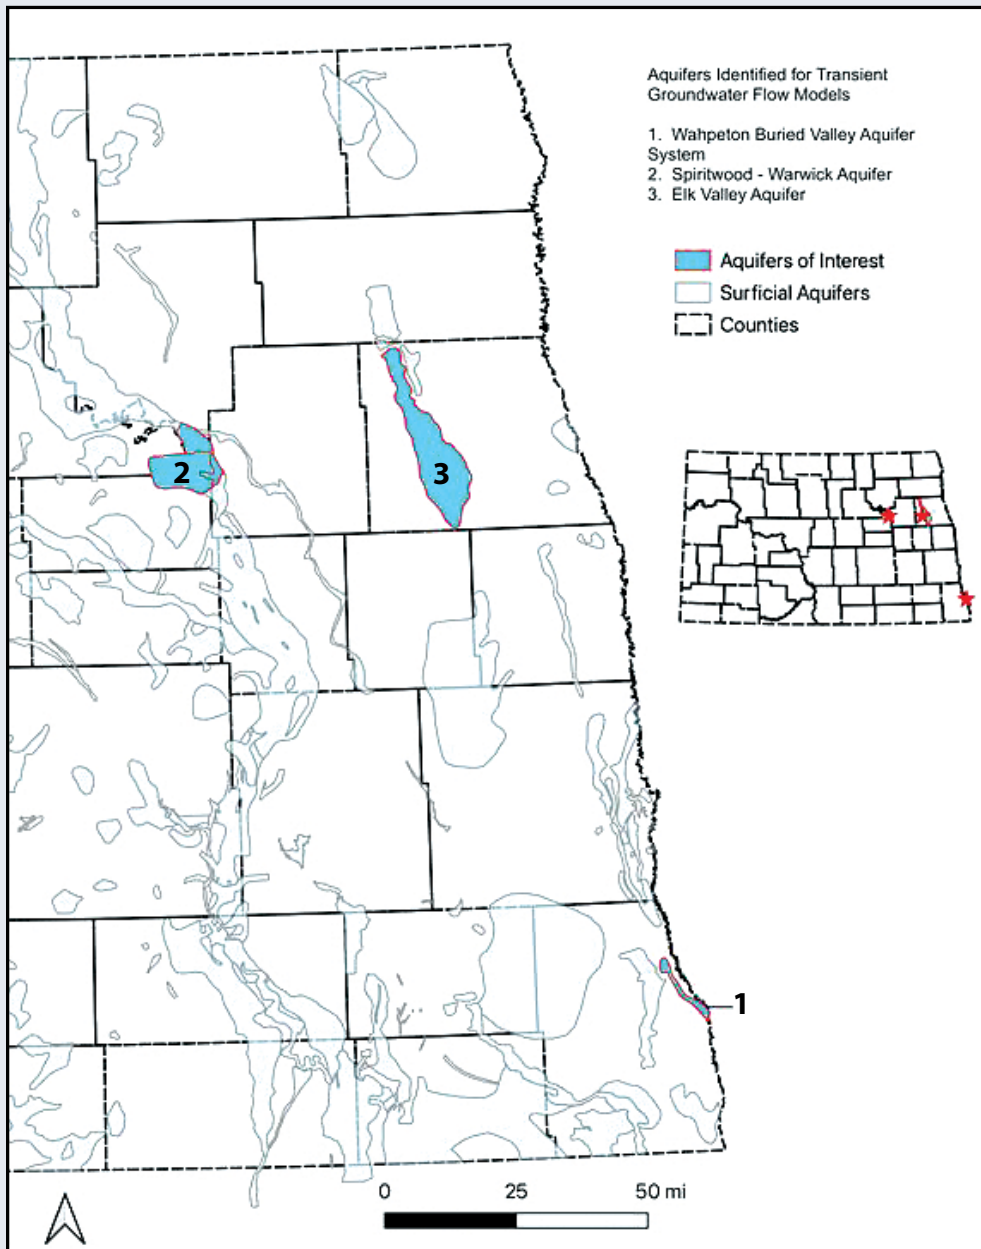 Aquifers Identified for Transient
Groundwater Flow Models
1. Wahpeton Buried Valley Aquifer
System
2. Spiritwood - Warwick Aquifer
3. Elk Valley Aquifer
Aquifers of Interest
Surficial Aquifers
Counties
2
3
1
0 25 50 mi